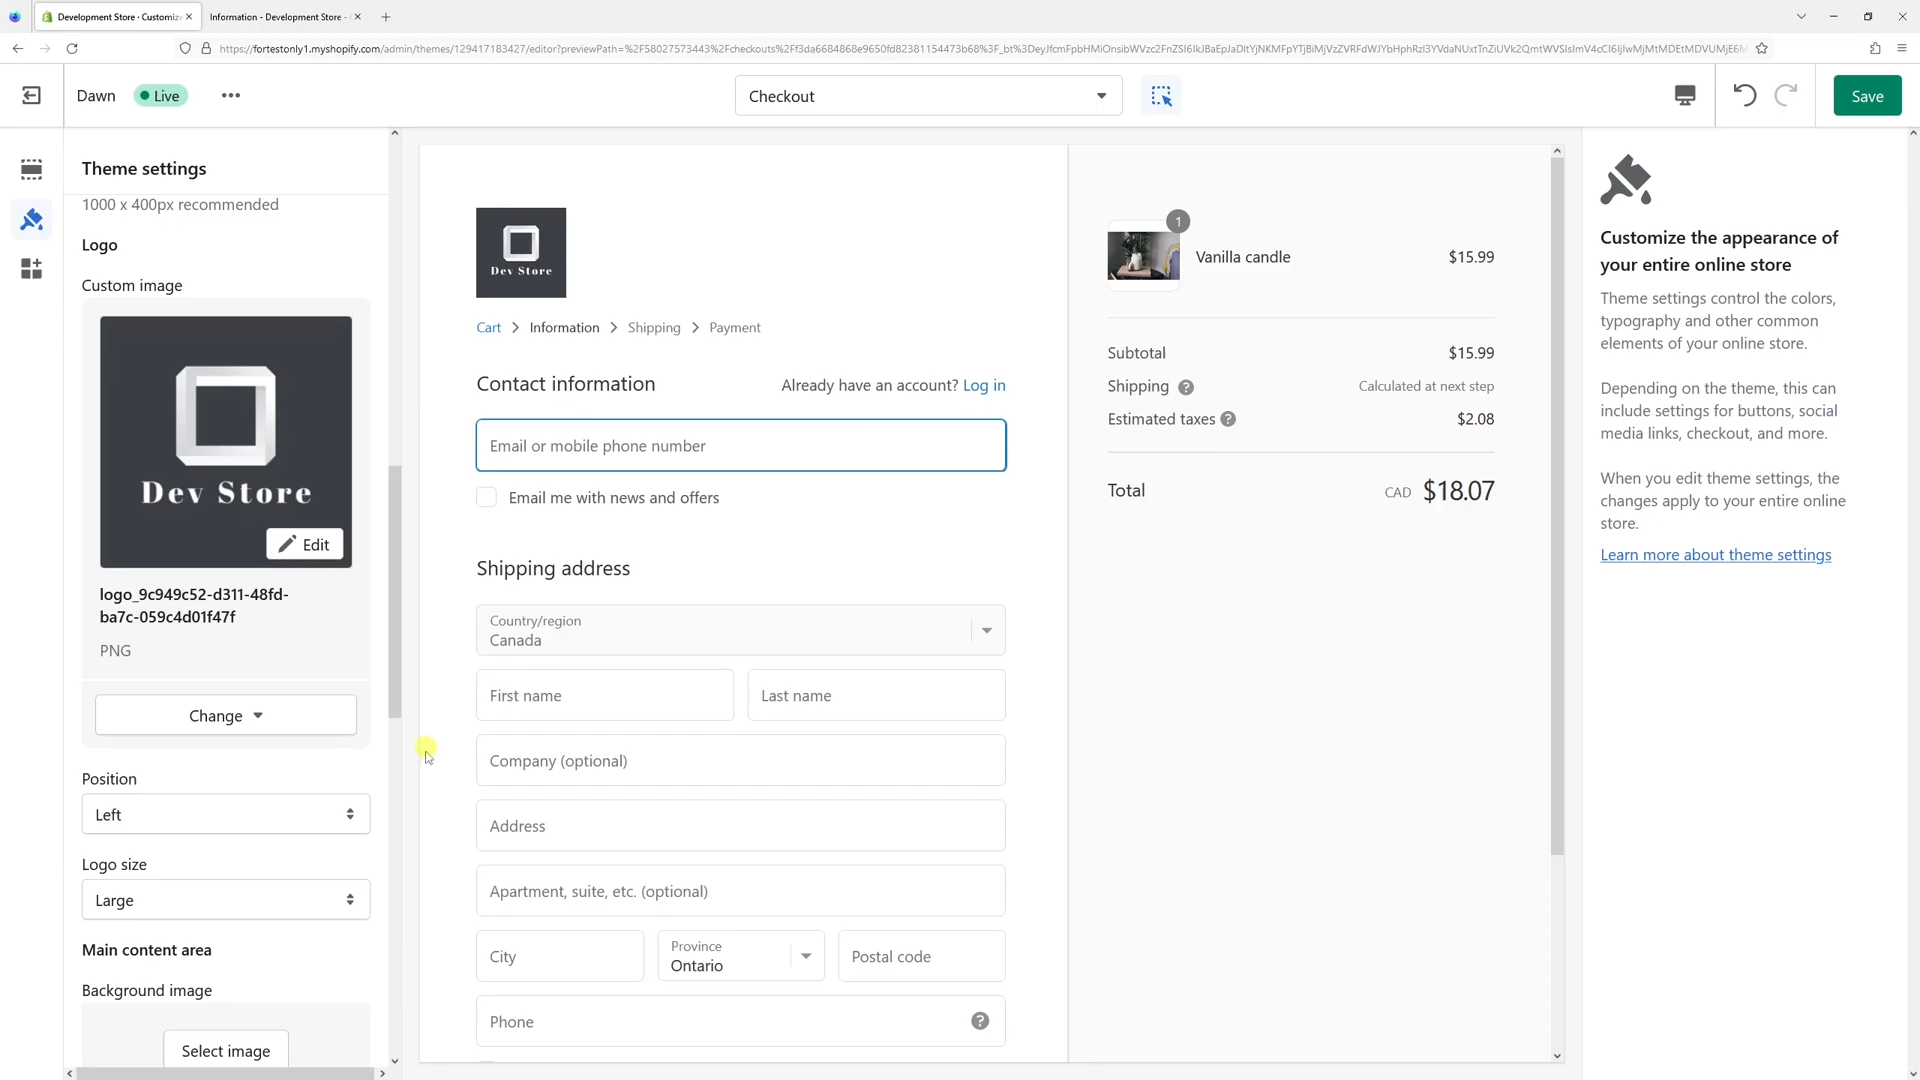 Development Store · Customize
Information - Development Store -
https://fortestonly1.myshopify.com/admin/themes/129417183427/editor?previewPath=%2F58027573443%2Fcheckouts%2Ff3da6684868e9650fd82381154473b68%3F_bt%3DeyJfcmFpbHMiOnsibWVzc2FnZSI6IkJBaEpJaDltYjNKMFpYTjBiMjVzZVRFdWJYbHphRzl3YVdaNUxtTnZiUVk2QmtWVSIsImV4cCI6IjIwMjMtMDEtMDVUMjE6M
Dawn
Live
Checkout
Save
Theme settings
1000 x 400px recommended
Logo
Custom image
Dev Store
Edit
logo_9c949c52-d311-48fd-
ba7c-059c4d01f47f
PNG
Change
Position
Left
Logo size
Large
Main content area
Background image
Select image
Dev Store
Cart > Information > Shipping > Payment
Contact information
Already have an account? Log in
Email or mobile phone number
Email me with news and offers
Shipping address
Country/region
Canada
First name
Last name
Company (optional)
Address
Apartment, suite, etc. (optional)
City
Province
Ontario
Postal code
Phone
1
Vanilla candle
$15.99
Subtotal
$15.99
Shipping
Calculated at next step
Estimated taxes
$2.08
Total
CAD $18.07
Customize the appearance of
your entire online store
Theme settings control the colors,
typography and other common
elements of your online store.
Depending on the theme, this can
include settings for buttons, social
media links, checkout, and more.
When you edit theme settings, the
changes apply to your entire online
store.
Learn more about theme settings